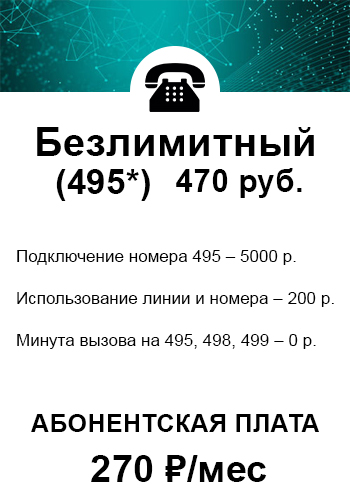 Безлимитный
(495*) 470 руб.
Подключение номера 495 – 5000 р.
Использование линии и номера – 200 р.
Минута вызова на 495, 498, 499 – 0 р.
АБОНЕНТСКАЯ ПЛАТА
270 ₽/мес